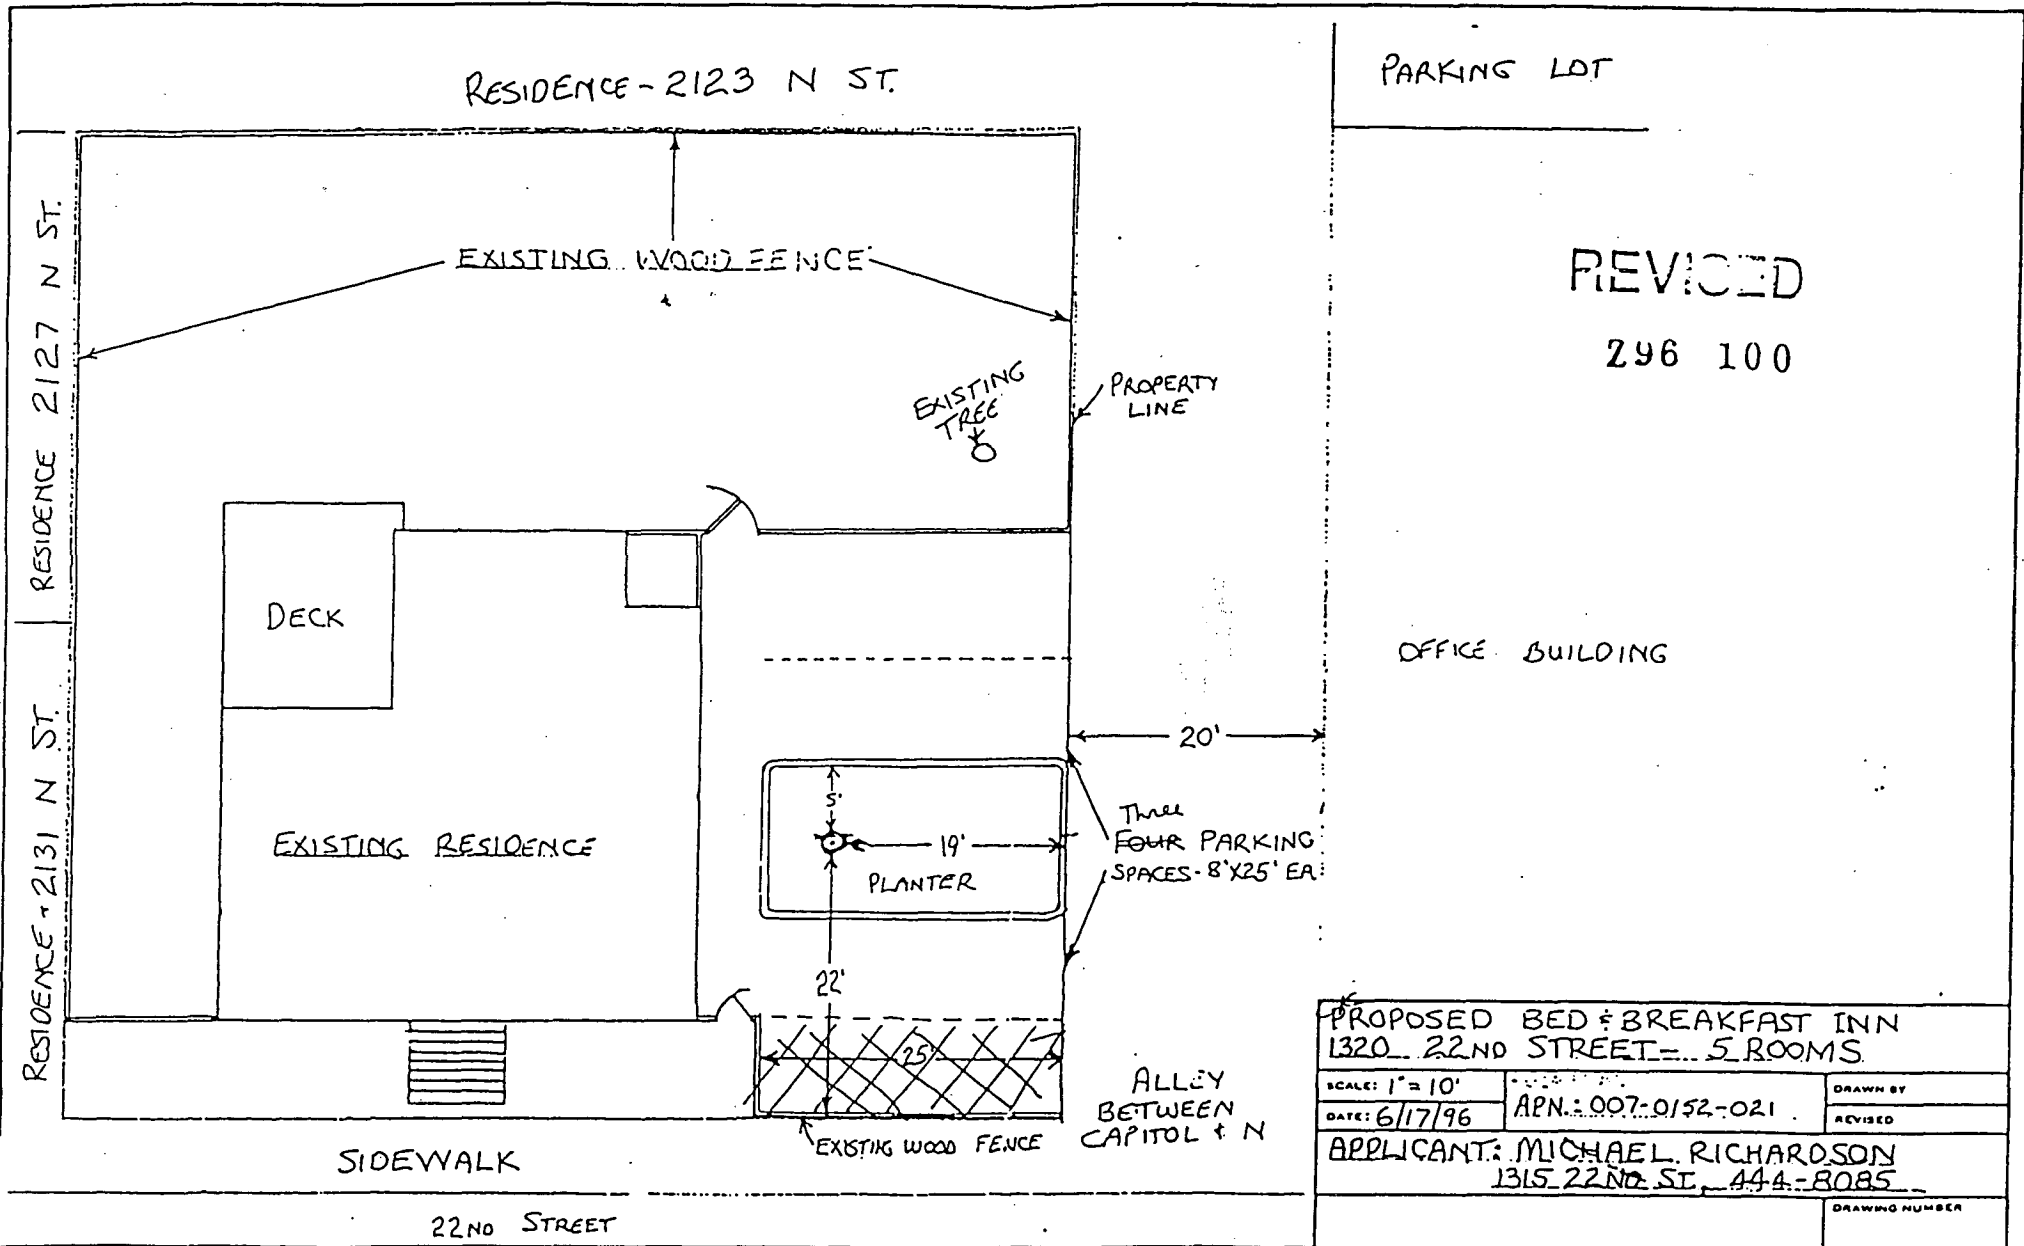 RESIDENCE - 2123 N ST.
PARKING LOT
RESIDENCE 2127 N ST.
EXISTING WOOD FENCE
REVISED
296 100
EXISTING
TREE
PROPERTY
LINE
DECK
OFFICE BUILDING
20'
RESIDENCE - 2131 N ST.
EXISTING RESIDENCE
5'
19'
PLANTER
Three
FOUR PARKING
SPACES - 8'X25' EA.
22'
25'
ALLEY
BETWEEN
CAPITOL & N
EXISTING WOOD FENCE
SIDEWALK
22ND STREET
PROPOSED BED & BREAKFAST INN
1320 22ND STREET - 5 ROOMS
SCALE: 1" = 10'
DATE: 6/17/96
APN.: 007-0152-021
DRAWN BY
REVISED
APPLICANT: MICHAEL RICHARDSON
1315 22ND ST. 444-8085
DRAWING NUMBER